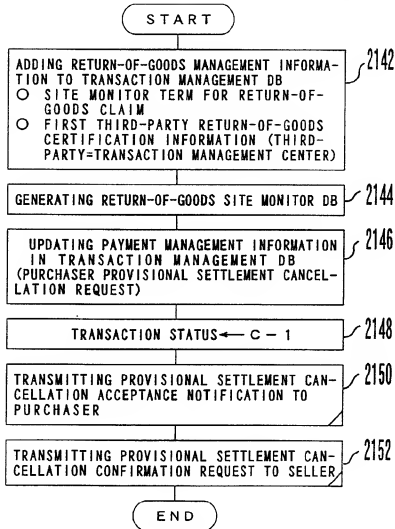 START
ADDING RETURN-OF-GOODS MANAGEMENT INFORMA-
TION TO TRANSACTION MANAGEMENT DB
○ SITE MONITOR TERM FOR RETURN-OF-
GOODS CLAIM
○ FIRST THIRD-PARTY RETURN-OF-GOODS
CERTIFICATION INFORMATION (THIRD-
PARTY=TRANSACTION MANAGEMENT CENTER)
2142
GENERATING RETURN-OF-GOODS SITE MONITOR DB
2144
UPDATING PAYMENT MANAGEMENT INFORMATION
IN TRANSACTION MANAGEMENT DB
(PURCHASER PROVISIONAL SETTLEMENT CANCEL-
LATION REQUEST)
2146
TRANSACTION STATUS ← C - 1
2148
TRANSMITTING PROVISIONAL SETTLEMENT CAN-
CELLATION ACCEPTANCE NOTIFICATION TO
PURCHASER
2150
TRANSMITTING PROVISIONAL SETTLEMENT CAN-
CELLATION CONFIRMATION REQUEST TO SELLER
2152
END